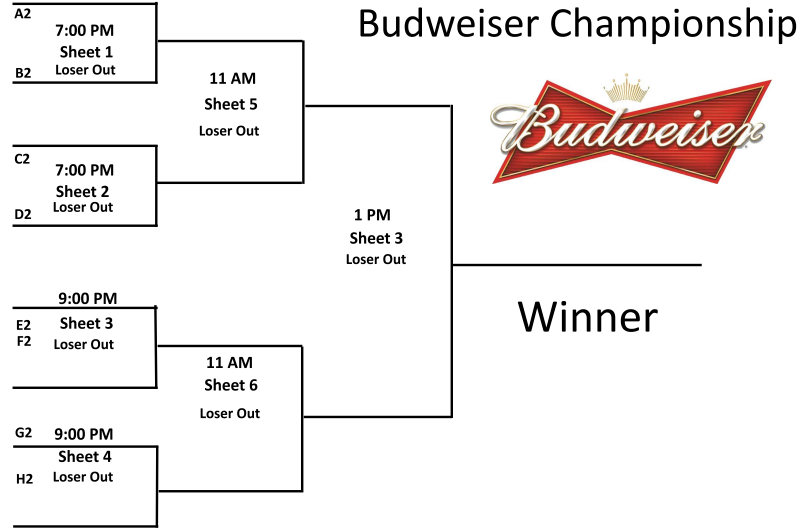 Budweiser Championship
A2
7:00 PM
Sheet 1
Loser Out
B2
11 AM
Sheet 5
Loser Out
Budweiser
C2
7:00 PM
Sheet 2
Loser Out
D2
1 PM
Sheet 3
Loser Out
Winner
9:00 PM
E2
Sheet 3
F2
Loser Out
11 AM
Sheet 6
Loser Out
G2
9:00 PM
Sheet 4
H2
Loser Out